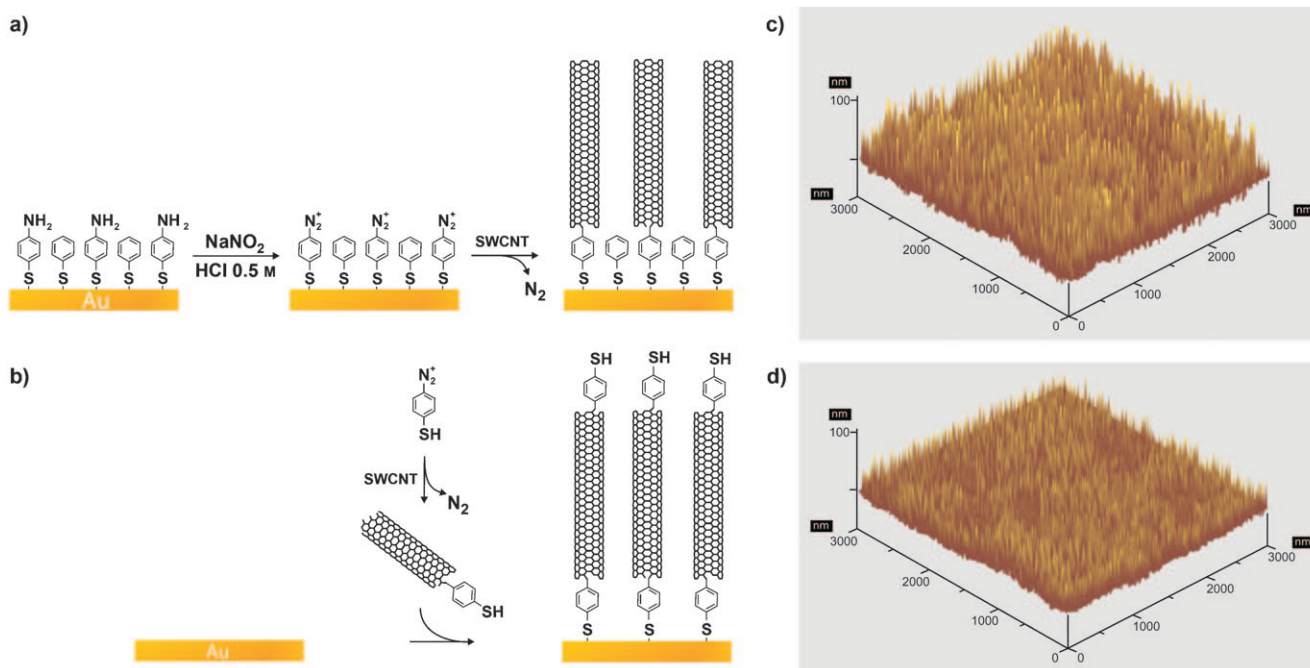 a)
NH2 NH2 NH2
S S S S S
Au
NaNO2
HCl 0.5 M
N2+ N2+ N2+
S S S S S
SWCNT
N2
S S S S S
b)
N2+
SH
SWCNT
N2
SH
Au
SH SH SH
S S S
c)
nm
100
nm
3000
2000
1000
0
0
1000
2000
3000
nm
d)
nm
100
nm
3000
2000
1000
0
0
1000
2000
3000
nm